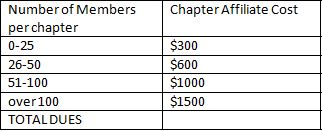 Number of Members Chapter Affiliate Cost
per chapter
0-25 $300
26-50 $600
51-100 $1000
over 100 $1500
TOTAL DUES